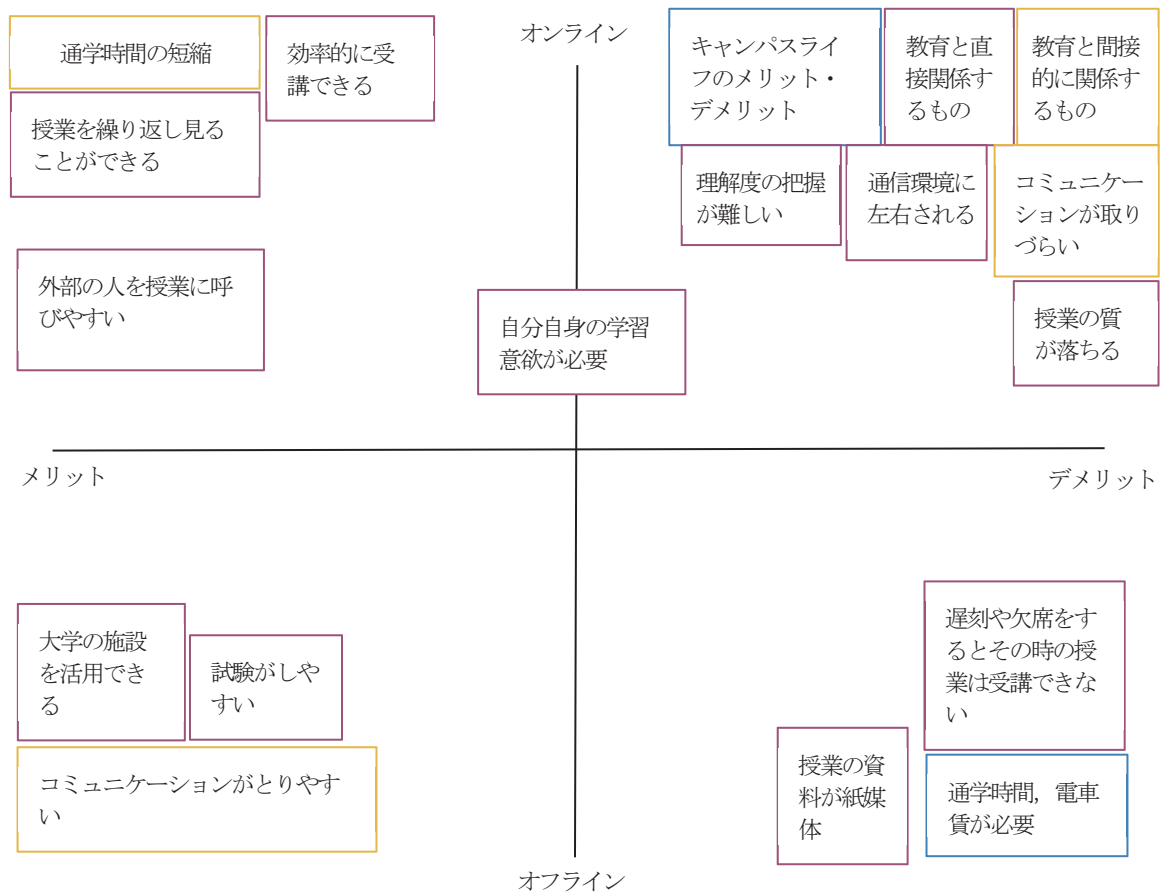 オンライン
通学時間の短縮
効率的に受
講できる
授業を繰り返し見る
ことができる
外部の人を授業に呼
びやすい
キャンパスライ
フのメリット・
デメリット
教育と直
接関係す
るもの
教育と間接
的に関係す
るもの
理解度の把握
が難しい
通信環境に
左右される
コミュニケー
ションが取り
づらい
授業の質
が落ちる
自分自身の学習
意欲が必要
メリット
デメリット
大学の施設
を活用でき
る
試験がしや
すい
コミュニケーションがとりやす
い
遅刻や欠席をす
るとその時の授
業は受講できな
い
授業の資
料が紙媒
体
通学時間，電車
賃が必要
オフライン